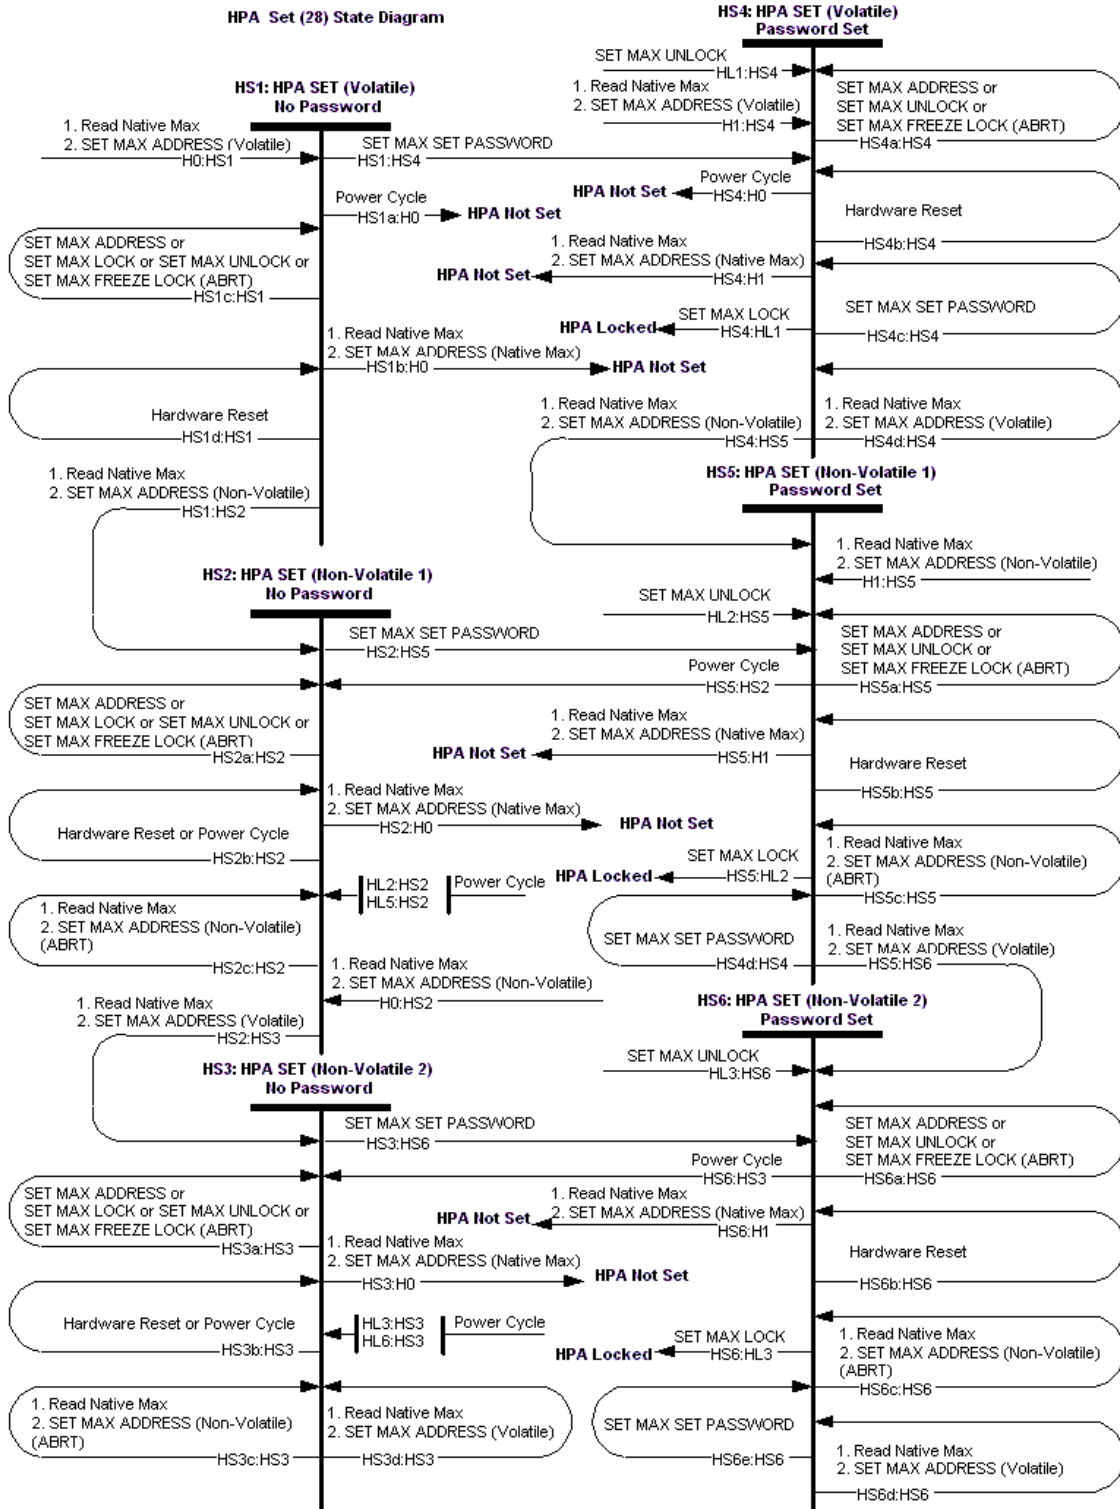 HPA Set (28) State Diagram
HS1: HPA SET (Volatile)
No Password
1. Read Native Max
2. SET MAX ADDRESS (Volatile)
H0:HS1
SET MAX SET PASSWORD
HS1:HS4
Power Cycle
HS1a:H0
HPA Not Set
SET MAX ADDRESS or
SET MAX LOCK or SET MAX UNLOCK or
SET MAX FREEZE LOCK (ABRT)
HS1c:HS1
1. Read Native Max
2. SET MAX ADDRESS (Native Max)
HS1b:H0
HPA Not Set
Hardware Reset
HS1d:HS1
1. Read Native Max
2. SET MAX ADDRESS (Non-Volatile)
HS1:HS2
HS2: HPA SET (Non-Volatile 1)
No Password
SET MAX SET PASSWORD
HS2:HS5
SET MAX ADDRESS or
SET MAX LOCK or SET MAX UNLOCK or
SET MAX FREEZE LOCK (ABRT)
HS2a:HS2
1. Read Native Max
2. SET MAX ADDRESS (Native Max)
HS2:H0
HPA Not Set
Hardware Reset or Power Cycle
HS2b:HS2
HL2:HS2
HL5:HS2
Power Cycle
1. Read Native Max
2. SET MAX ADDRESS (Non-Volatile)
(ABRT)
HS2c:HS2
1. Read Native Max
2. SET MAX ADDRESS (Non-Volatile)
H0:HS2
1. Read Native Max
2. SET MAX ADDRESS (Volatile)
HS2:HS3
HS3: HPA SET (Non-Volatile 2)
No Password
SET MAX SET PASSWORD
HS3:HS6
SET MAX ADDRESS or
SET MAX LOCK or SET MAX UNLOCK or
SET MAX FREEZE LOCK (ABRT)
HS3a:HS3
1. Read Native Max
2. SET MAX ADDRESS (Native Max)
HS3:H0
HPA Not Set
Hardware Reset or Power Cycle
HS3b:HS3
HL3:HS3
HL6:HS3
Power Cycle
1. Read Native Max
2. SET MAX ADDRESS (Non-Volatile)
(ABRT)
HS3c:HS3
1. Read Native Max
2. SET MAX ADDRESS (Volatile)
HS3d:HS3
HS4: HPA SET (Volatile)
Password Set
SET MAX UNLOCK
HL1:HS4
1. Read Native Max
2. SET MAX ADDRESS (Volatile)
H1:HS4
SET MAX ADDRESS or
SET MAX UNLOCK or
SET MAX FREEZE LOCK (ABRT)
HS4a:HS4
Power Cycle
HPA Not Set
HS4:H0
Hardware Reset
HS4b:HS4
1. Read Native Max
2. SET MAX ADDRESS (Native Max)
HPA Not Set
HS4:H1
SET MAX LOCK
HPA Locked
HS4:HL1
SET MAX SET PASSWORD
HS4c:HS4
1. Read Native Max
2. SET MAX ADDRESS (Non-Volatile)
HS4:HS5
1. Read Native Max
2. SET MAX ADDRESS (Volatile)
HS4d:HS4
HS5: HPA SET (Non-Volatile 1)
Password Set
1. Read Native Max
2. SET MAX ADDRESS (Non-Volatile)
H1:HS5
SET MAX UNLOCK
HL2:HS5
SET MAX ADDRESS or
SET MAX UNLOCK or
SET MAX FREEZE LOCK (ABRT)
HS5a:HS5
Power Cycle
HS5:HS2
1. Read Native Max
2. SET MAX ADDRESS (Native Max)
HPA Not Set
HS5:H1
Hardware Reset
HS5b:HS5
SET MAX LOCK
HPA Locked
HS5:HL2
1. Read Native Max
2. SET MAX ADDRESS (Non-Volatile)
(ABRT)
HS5c:HS5
SET MAX SET PASSWORD
HS4d:HS4
1. Read Native Max
2. SET MAX ADDRESS (Volatile)
HS5:HS6
HS6: HPA SET (Non-Volatile 2)
Password Set
SET MAX UNLOCK
HL3:HS6
SET MAX ADDRESS or
SET MAX UNLOCK or
SET MAX FREEZE LOCK (ABRT)
HS6a:HS6
Power Cycle
HS6:HS3
1. Read Native Max
2. SET MAX ADDRESS (Native Max)
HPA Not Set
HS6:H1
Hardware Reset
HS6b:HS6
SET MAX LOCK
HPA Locked
HS6:HL3
1. Read Native Max
2. SET MAX ADDRESS (Non-Volatile)
(ABRT)
HS6c:HS6
SET MAX SET PASSWORD
HS6e:HS6
1. Read Native Max
2. SET MAX ADDRESS (Volatile)
HS6d:HS6